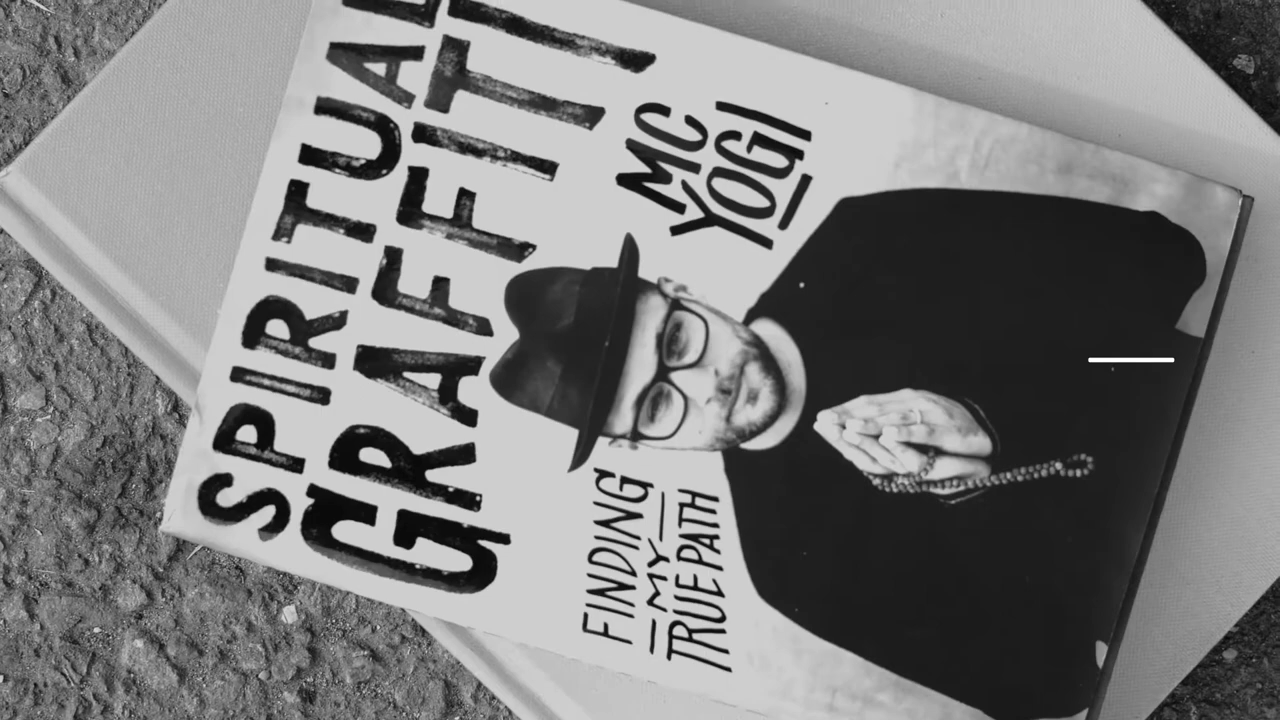 SPIRITUAL
GRAFFITI
MC
YOGI
FINDING
MY
TRUE PATH